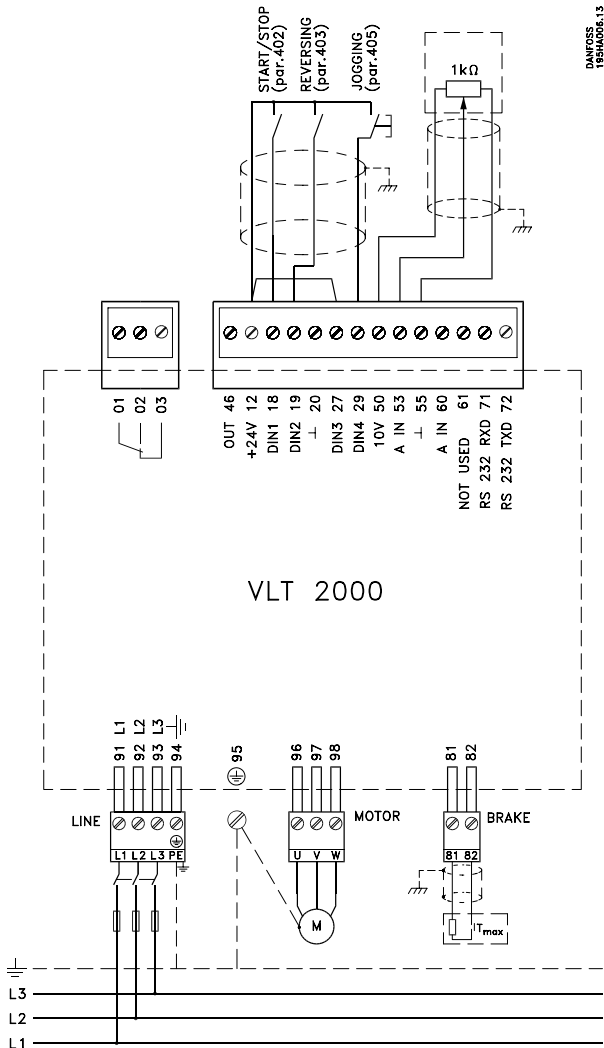 DANFOSS
195HA006.13
START/STOP
(par.402)
REVERSING
(par.403)
JOGGING
(par.405)
1kΩ
01
02
03
OUT 46
+24V 12
DIN1 18
DIN2 19
⊥ 20
DIN3 27
DIN4 29
10V 50
A IN 53
⊥ 55
A IN 60
NOT USED 61
RS 232 RXD 71
RS 232 TXD 72
VLT 2000
91 L1
92 L2
93 L3
94
95
96
97
98
81
82
LINE
MOTOR
BRAKE
L1 L2 L3 PE
U V W
81 82
M
Tmax
L3
L2
L1